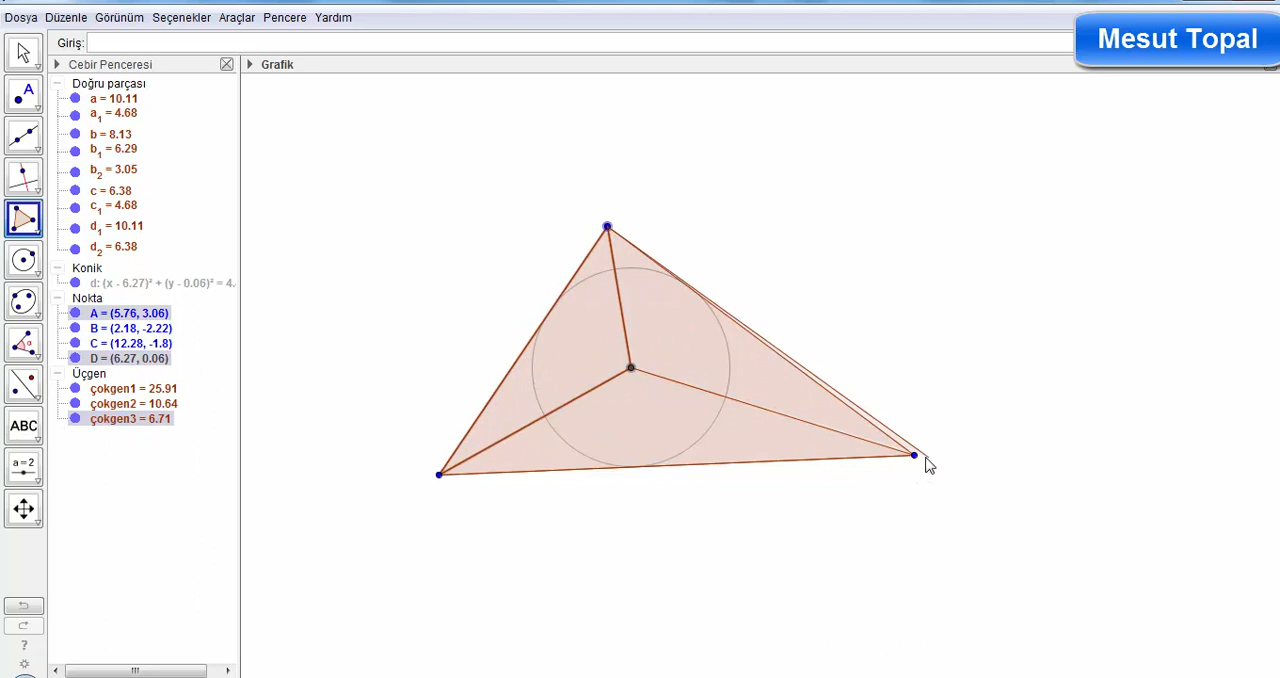 Dosya Düzenle Görünüm Seçenekler Araçlar Pencere Yardım
Mesut Topal
Giriş:
Cebir Penceresi
Grafik
Doğru parçası
a = 10.11
a₁ = 4.68
b = 8.13
b₁ = 6.29
b₂ = 3.05
c = 6.38
c₁ = 4.68
d₁ = 10.11
d₂ = 6.38
Konik
d: (x - 6.27)² + (y - 0.06)² = 4.
Nokta
A = (5.76, 3.06)
B = (2.18, -2.22)
C = (12.28, -1.8)
D = (6.27, 0.06)
Üçgen
çokgen1 = 25.91
çokgen2 = 10.64
çokgen3 = 6.71
A
α
ABC
a=2
?